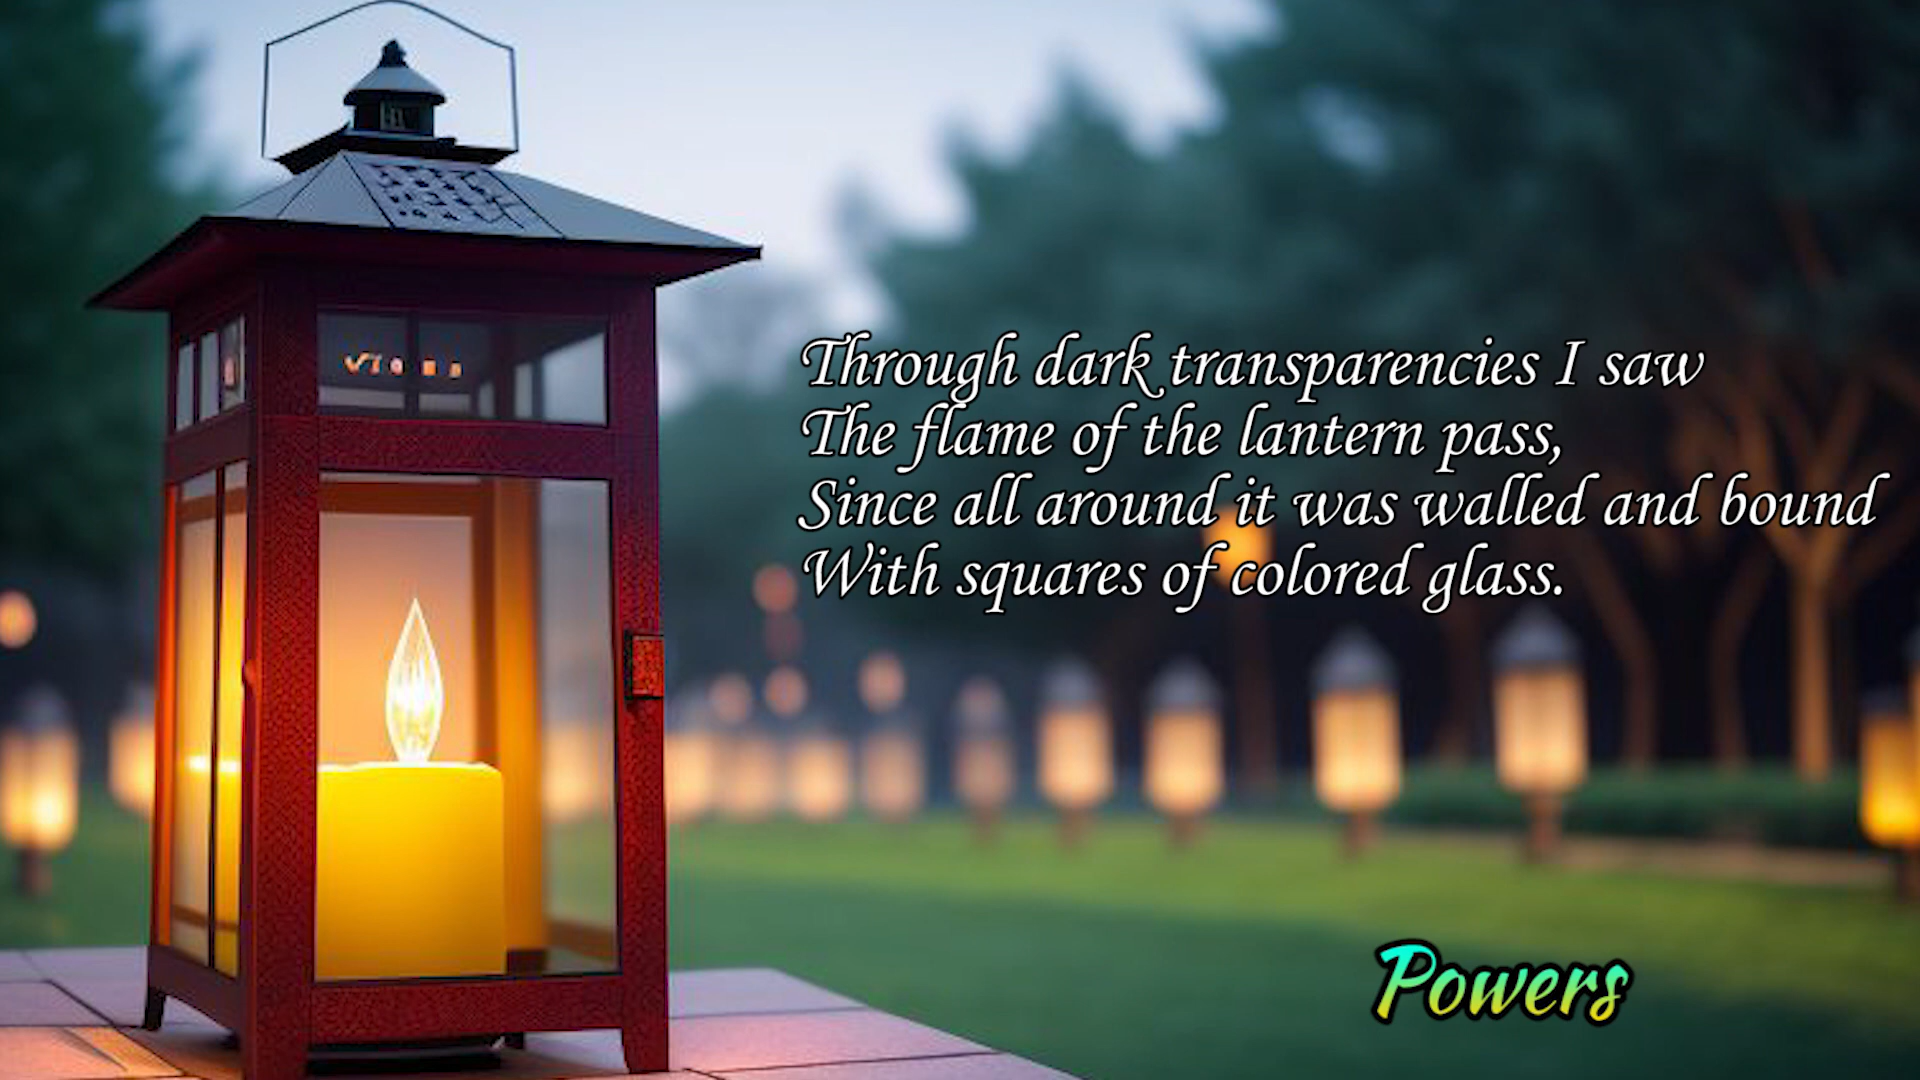 Through dark transparencies I saw
The flame of the lantern pass,
Since all around it was walled and bound
With squares of colored glass.
Powers